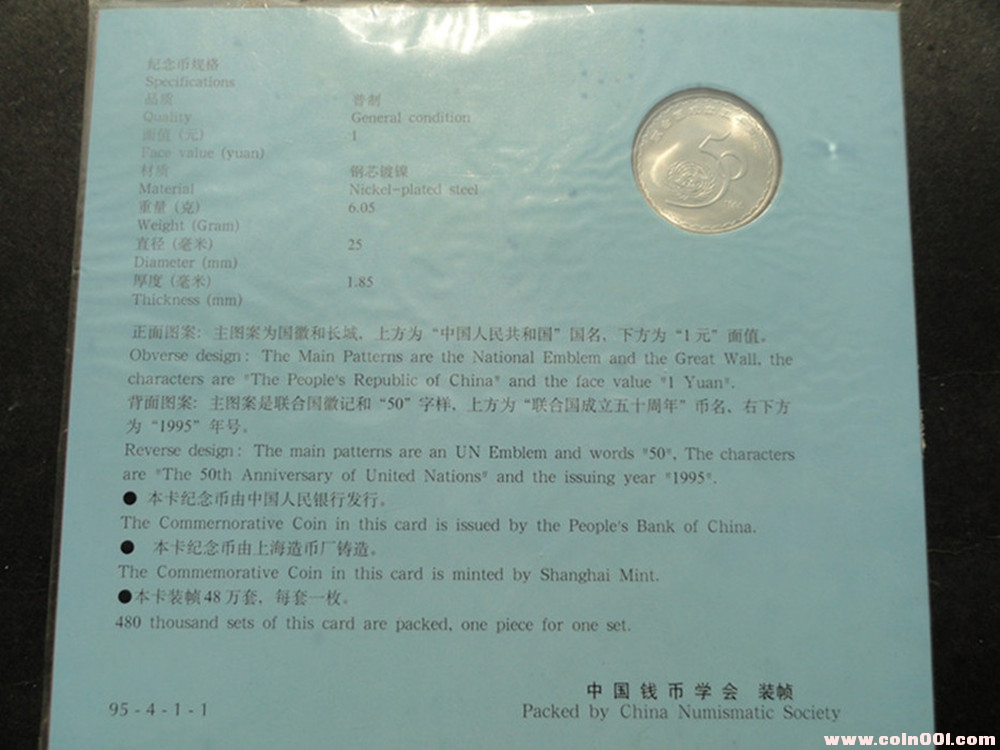 纪念币规格
Specifications
品质 普制
Quality General condition
面值 (元) 1
Face value (yuan)
材质 钢芯镀镍
Material Nickel-plated steel
重量 (克) 6.05
Weight (Gram)
直径 (毫米) 25
Diameter (mm)
厚度 (毫米) 1.85
Thickness (mm)
50
正面图案：主图案为国徽和长城，上方为“中国人民共和国”国名，下方为“1元”面值。
Obverse design: The Main Patterns are the National Emblem and the Great Wall, the
characters are "The People's Republic of China" and the face value "1 Yuan".
背面图案：主图案是联合国徽记和“50”字样，上方为“联合国成立五十周年”币名，右下方
为“1995”年号。
Reverse design: The main patterns are an UN Emblem and words "50", The characters
are "The 50th Anniversary of United Nations" and the issuing year "1995".
● 本卡纪念币由中国人民银行发行。
The Commernorative Coin in this card is issued by the People's Bank of China.
● 本卡纪念币由上海造币厂铸造。
The Commemorative Coin in this card is minted by Shanghai Mint.
●本卡装帧48万套，每套一枚。
480 thousand sets of this card are packed, one piece for one set.
中国钱币学会 装帧
95-4-1-1 Packed by China Numismatic Society
www.coin001.com